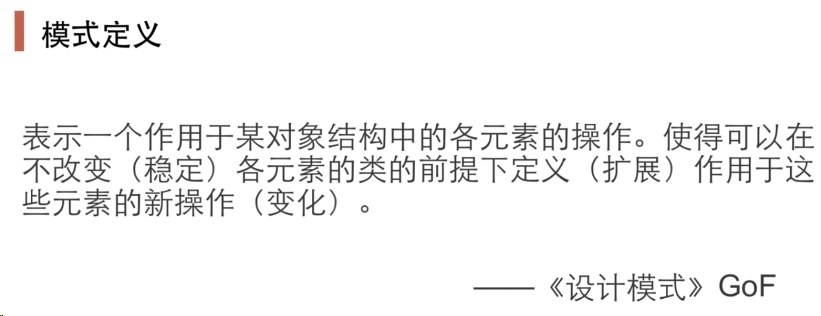 模式定义
表示一个作用于某对象结构中的各元素的操作。使得可以在
不改变（稳定）各元素的类的前提下定义（扩展）作用于这
些元素的新操作（变化）。
——《设计模式》GoF